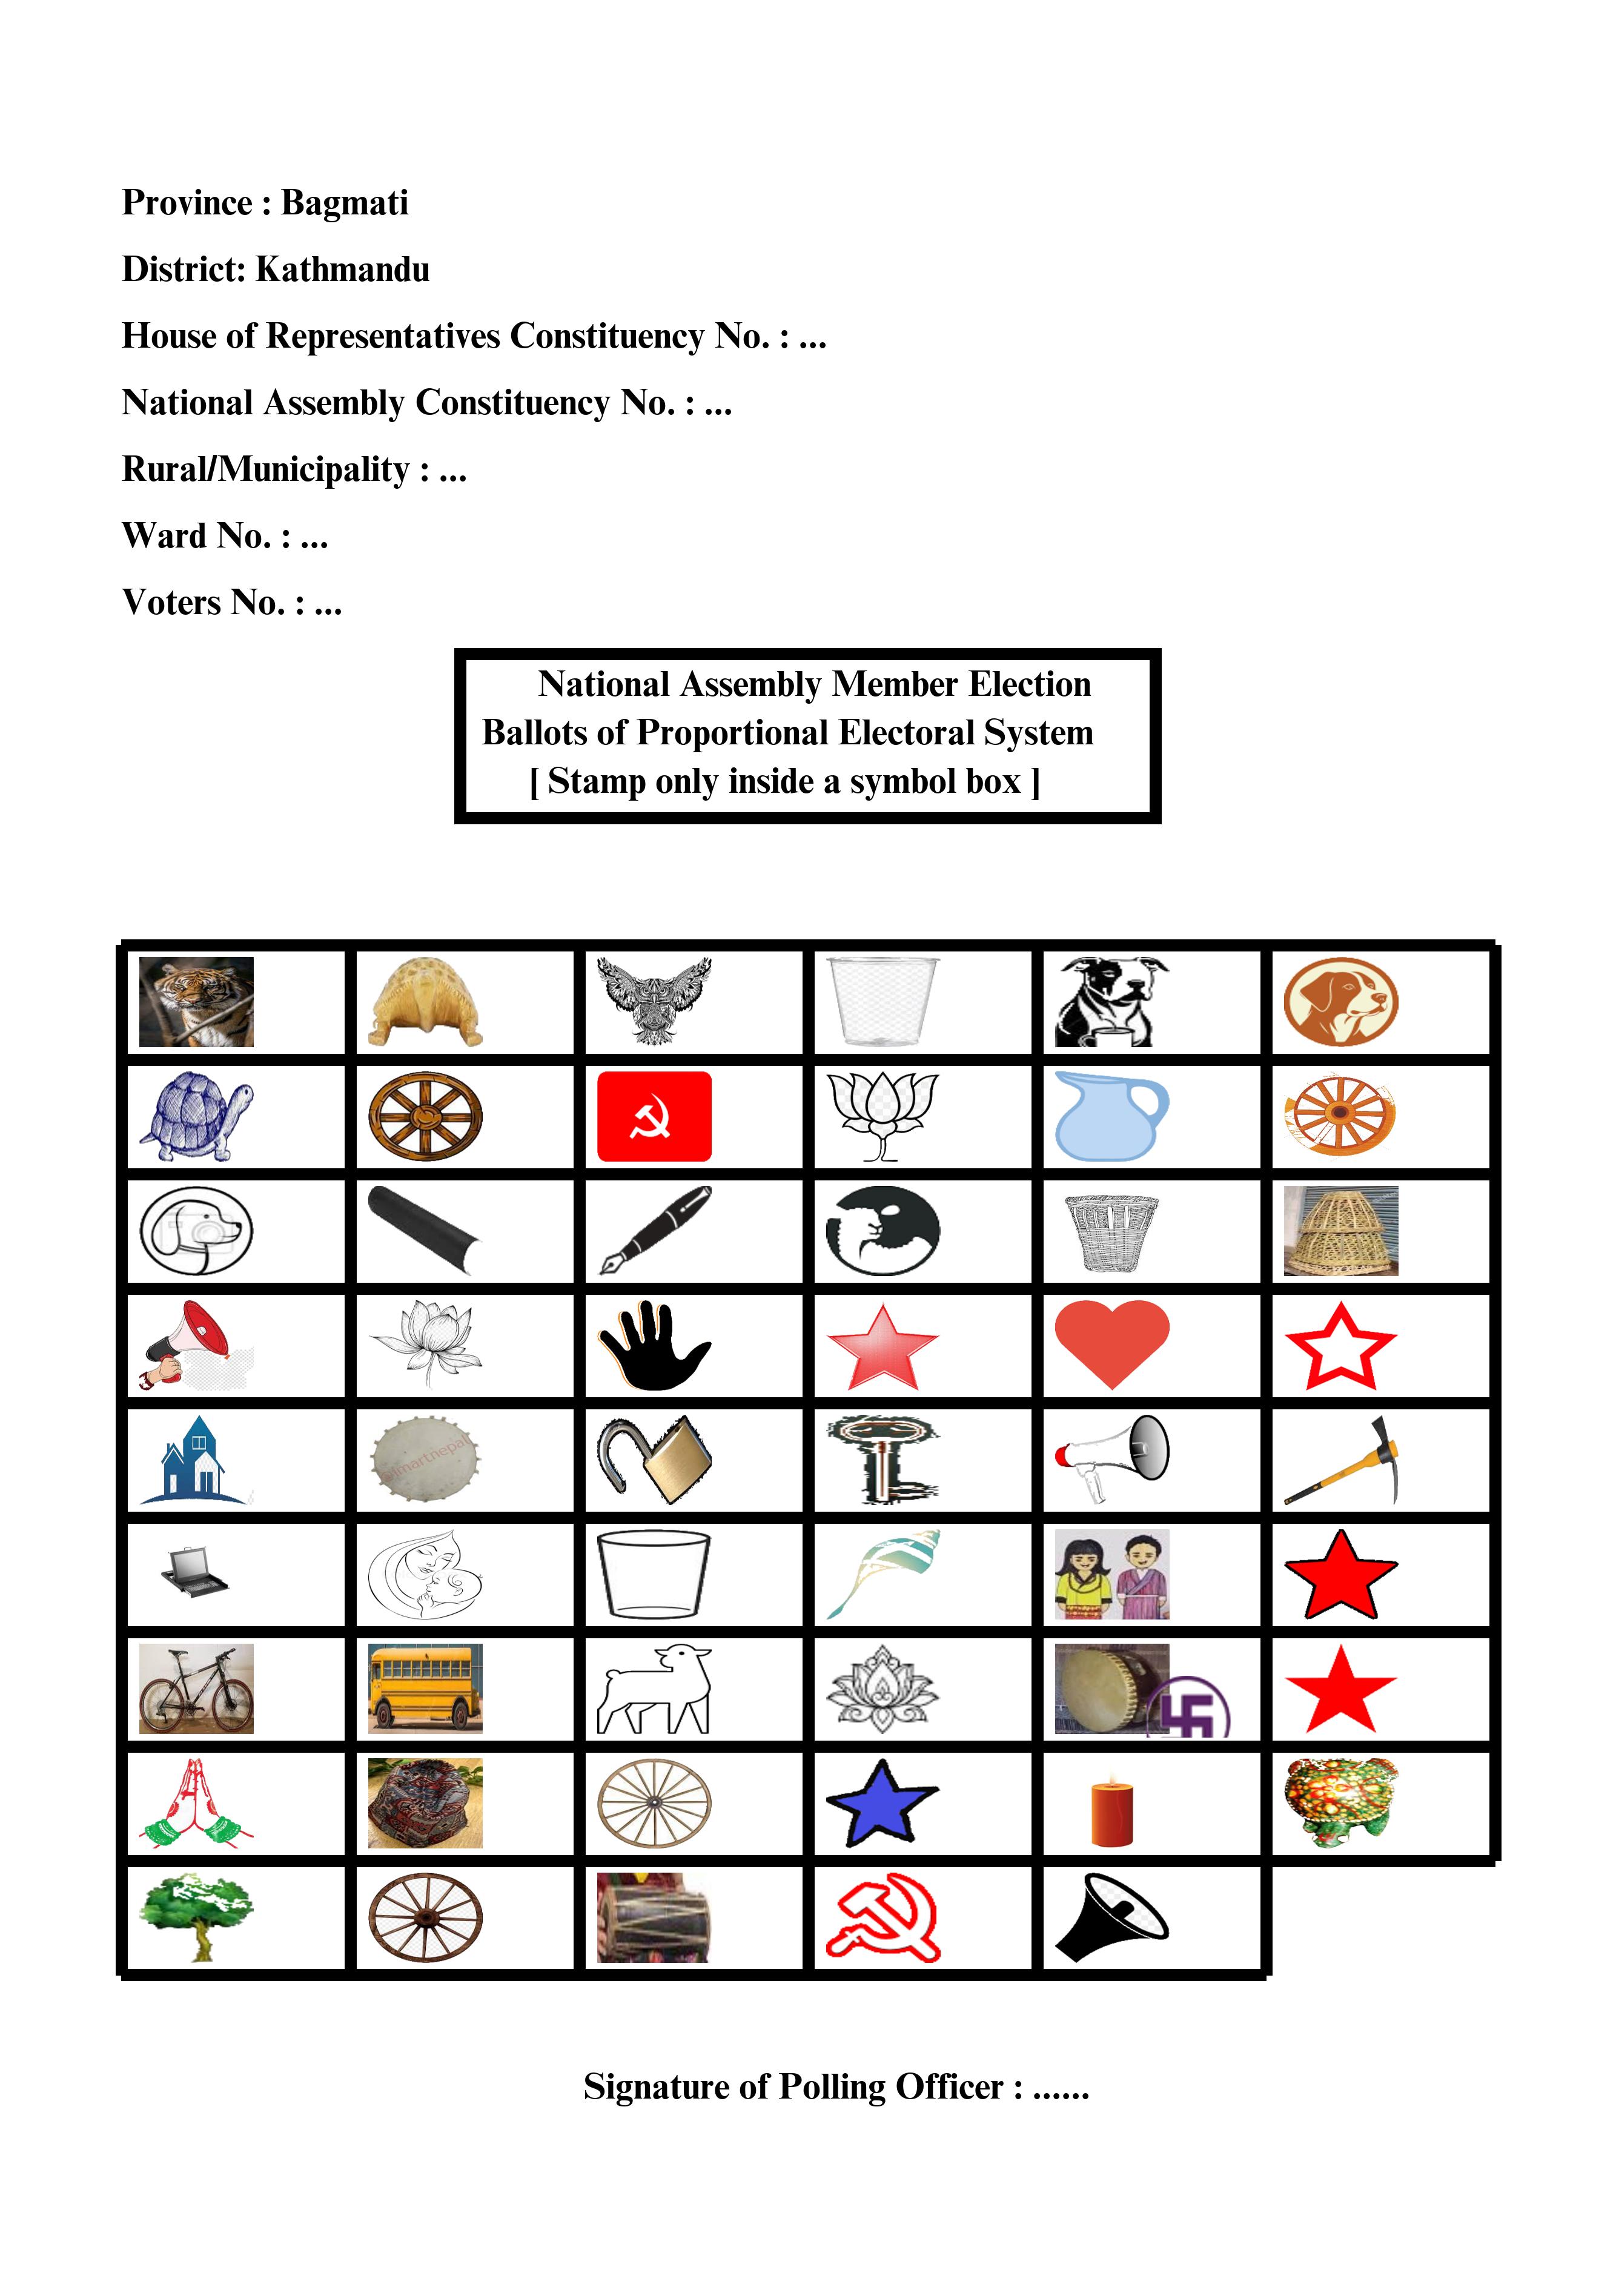 Province : Bagmati
District: Kathmandu
House of Representatives Constituency No. : ...
National Assembly Constituency No. : ...
Rural/Municipality : ...
Ward No. : ...
Voters No. : ...
National Assembly Member Election
Ballots of Proportional Electoral System
[ Stamp only inside a symbol box ]
Signature of Polling Officer : ......